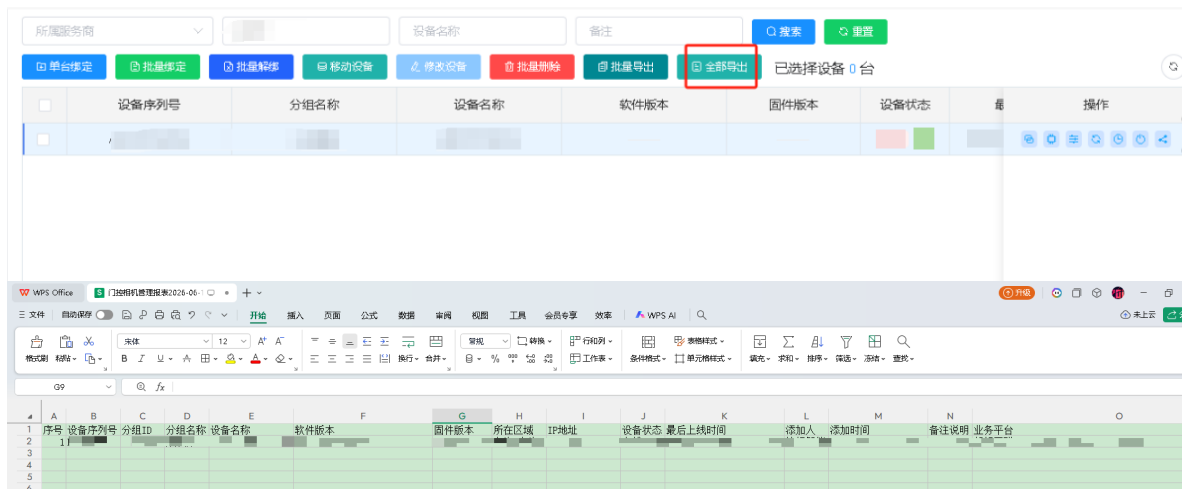 所属服务商 设备名称 备注 搜索 重置
单台绑定 批量绑定 批量解绑 移动设备 修改设备 批量删除 批量导出 全部导出 已选择设备 0 台
设备序列号 分组名称 设备名称 软件版本 固件版本 设备状态 操作
WPS Office 门控相机管理报表2026-06-1 升级
文件 自动保存 开始 插入 页面 公式 数据 审阅 视图 工具 会员专享 效率 WPS AI 未上云
格式刷 粘贴 宋体 12 A⁺ A⁻ 换行 合并 常规 转换 行和列 工作表 条件格式 表格样式 单元格样式 填充 求和 排序 筛选 冻结 查找
B I U A
G9 fx
A B C D E F G H I J K L M N O
1 序号 设备序列号 分组ID 分组名称 设备名称 软件版本 固件版本 所在区域 IP地址 设备状态 最后上线时间 添加人 添加时间 备注说明 业务平台
2 1
3
4
5
6